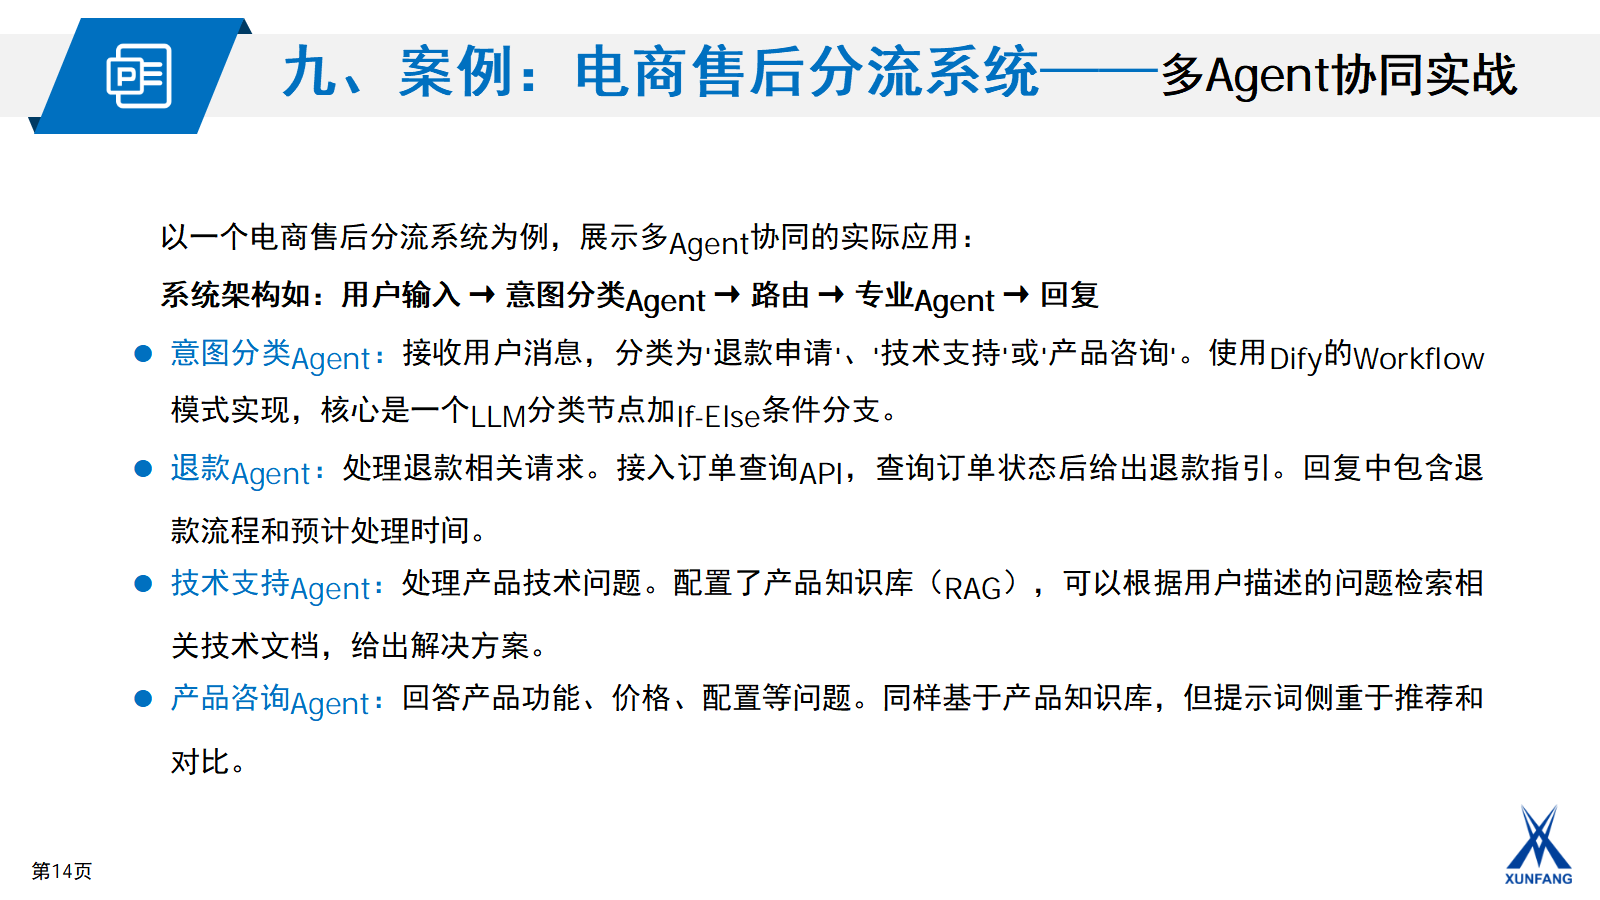 九、案例：电商售后分流系统——多Agent协同实战
以一个电商售后分流系统为例，展示多Agent协同的实际应用：
系统架构如：用户输入 → 意图分类Agent → 路由 → 专业Agent → 回复
意图分类Agent：接收用户消息，分类为'退款申请'、'技术支持'或'产品咨询'。使用Dify的Workflow
模式实现，核心是一个LLM分类节点加If-Else条件分支。
退款Agent：处理退款相关请求。接入订单查询API，查询订单状态后给出退款指引。回复中包含退
款流程和预计处理时间。
技术支持Agent：处理产品技术问题。配置了产品知识库（RAG），可以根据用户描述的问题检索相
关技术文档，给出解决方案。
产品咨询Agent：回答产品功能、价格、配置等问题。同样基于产品知识库，但提示词侧重于推荐和
对比。
第14页
XUNFANG